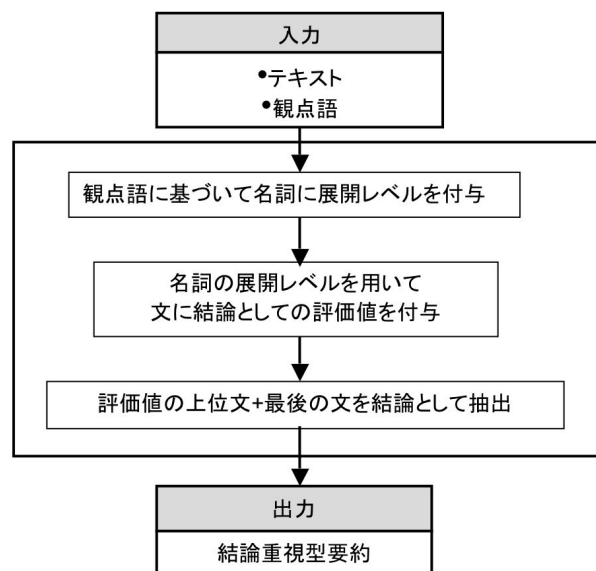 入力
•テキスト
•観点語
観点語に基づいて名詞に展開レベルを付与
名詞の展開レベルを用いて
文に結論としての評価値を付与
評価値の上位文+最後の文を結論として抽出
出力
結論重視型要約